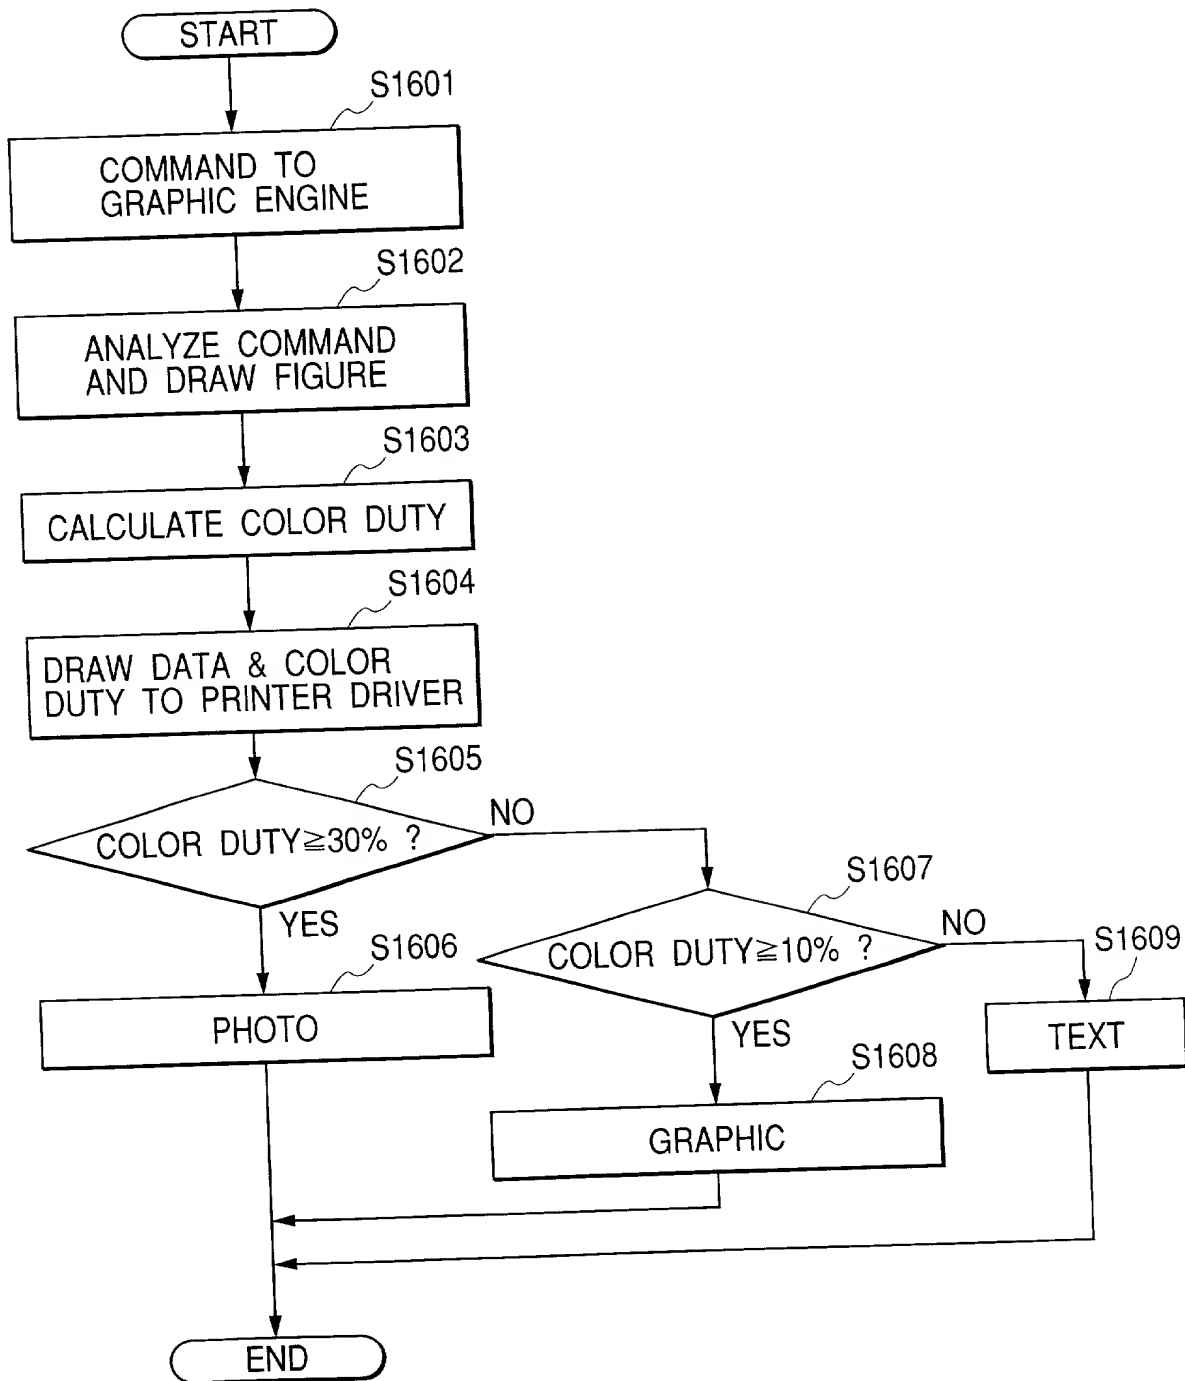 START
S1601
COMMAND TO
GRAPHIC ENGINE
S1602
ANALYZE COMMAND
AND DRAW FIGURE
S1603
CALCULATE COLOR DUTY
S1604
DRAW DATA & COLOR
DUTY TO PRINTER DRIVER
S1605
COLOR DUTY≧30% ?
NO
YES
S1606
PHOTO
S1607
COLOR DUTY≧10% ?
NO
YES
S1608
GRAPHIC
S1609
TEXT
END